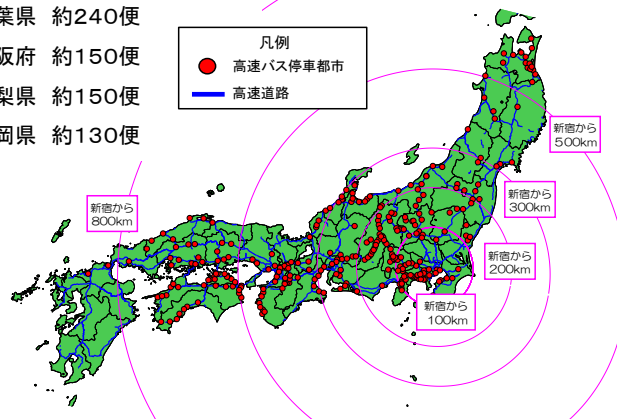 葉県 約240便
阪府 約150便
梨県 約150便
岡県 約130便
凡例
高速バス停車都市
高速道路
新宿から
500km
新宿から
300km
新宿から
200km
新宿から
100km
新宿から
800km